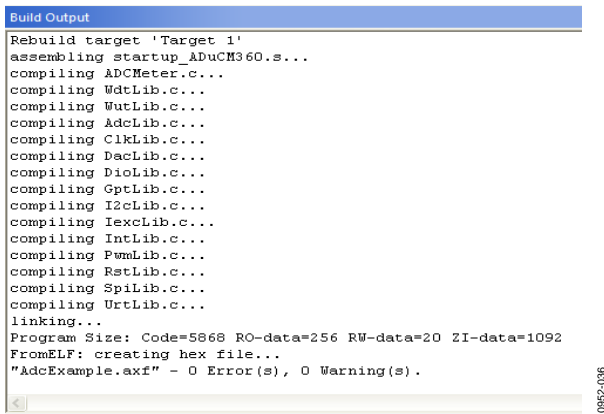 Build Output
Rebuild target 'Target 1'
assembling startup_ADuCM360.s...
compiling ADCMeter.c...
compiling WdtLib.c...
compiling WutLib.c...
compiling AdcLib.c...
compiling ClkLib.c...
compiling DacLib.c...
compiling DioLib.c...
compiling GptLib.c...
compiling I2cLib.c...
compiling IexcLib.c...
compiling IntLib.c...
compiling PwmLib.c...
compiling RstLib.c...
compiling SpiLib.c...
compiling UrtLib.c...
linking...
Program Size: Code=5868 RO-data=256 RW-data=20 ZI-data=1092
FromELF: creating hex file...
"AdcExample.axf" - 0 Error(s), 0 Warning(s).
0952-036